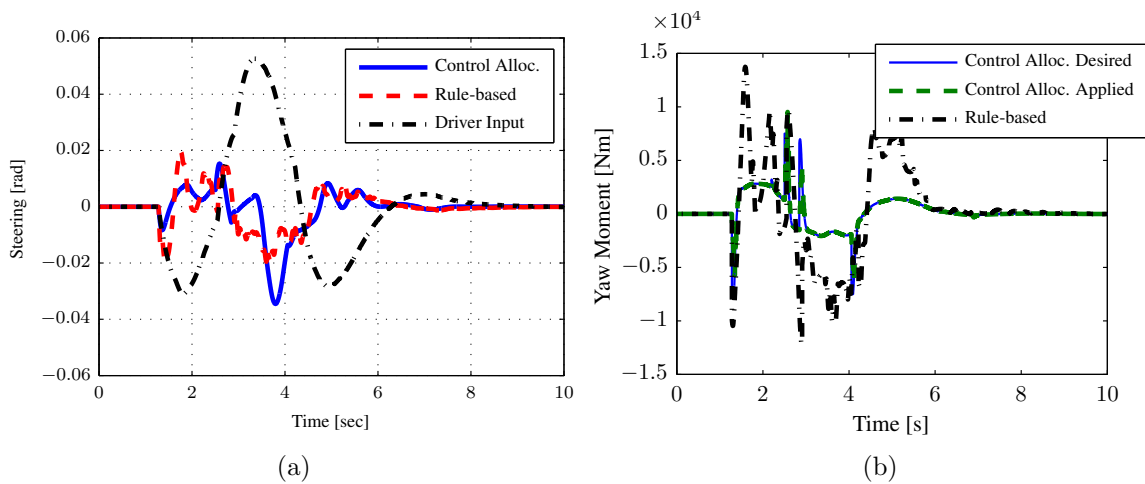 0.06
0.04
0.02
0
−0.02
−0.04
−0.06
Steering [rad]
Control Alloc.
Rule-based
Driver Input
0 2 4 6 8 10
Time [sec]
(a)
×10⁴
1.5
1
0.5
0
−0.5
−1
−1.5
Yaw Moment [Nm]
Control Alloc. Desired
Control Alloc. Applied
Rule-based
0 2 4 6 8 10
Time [s]
(b)